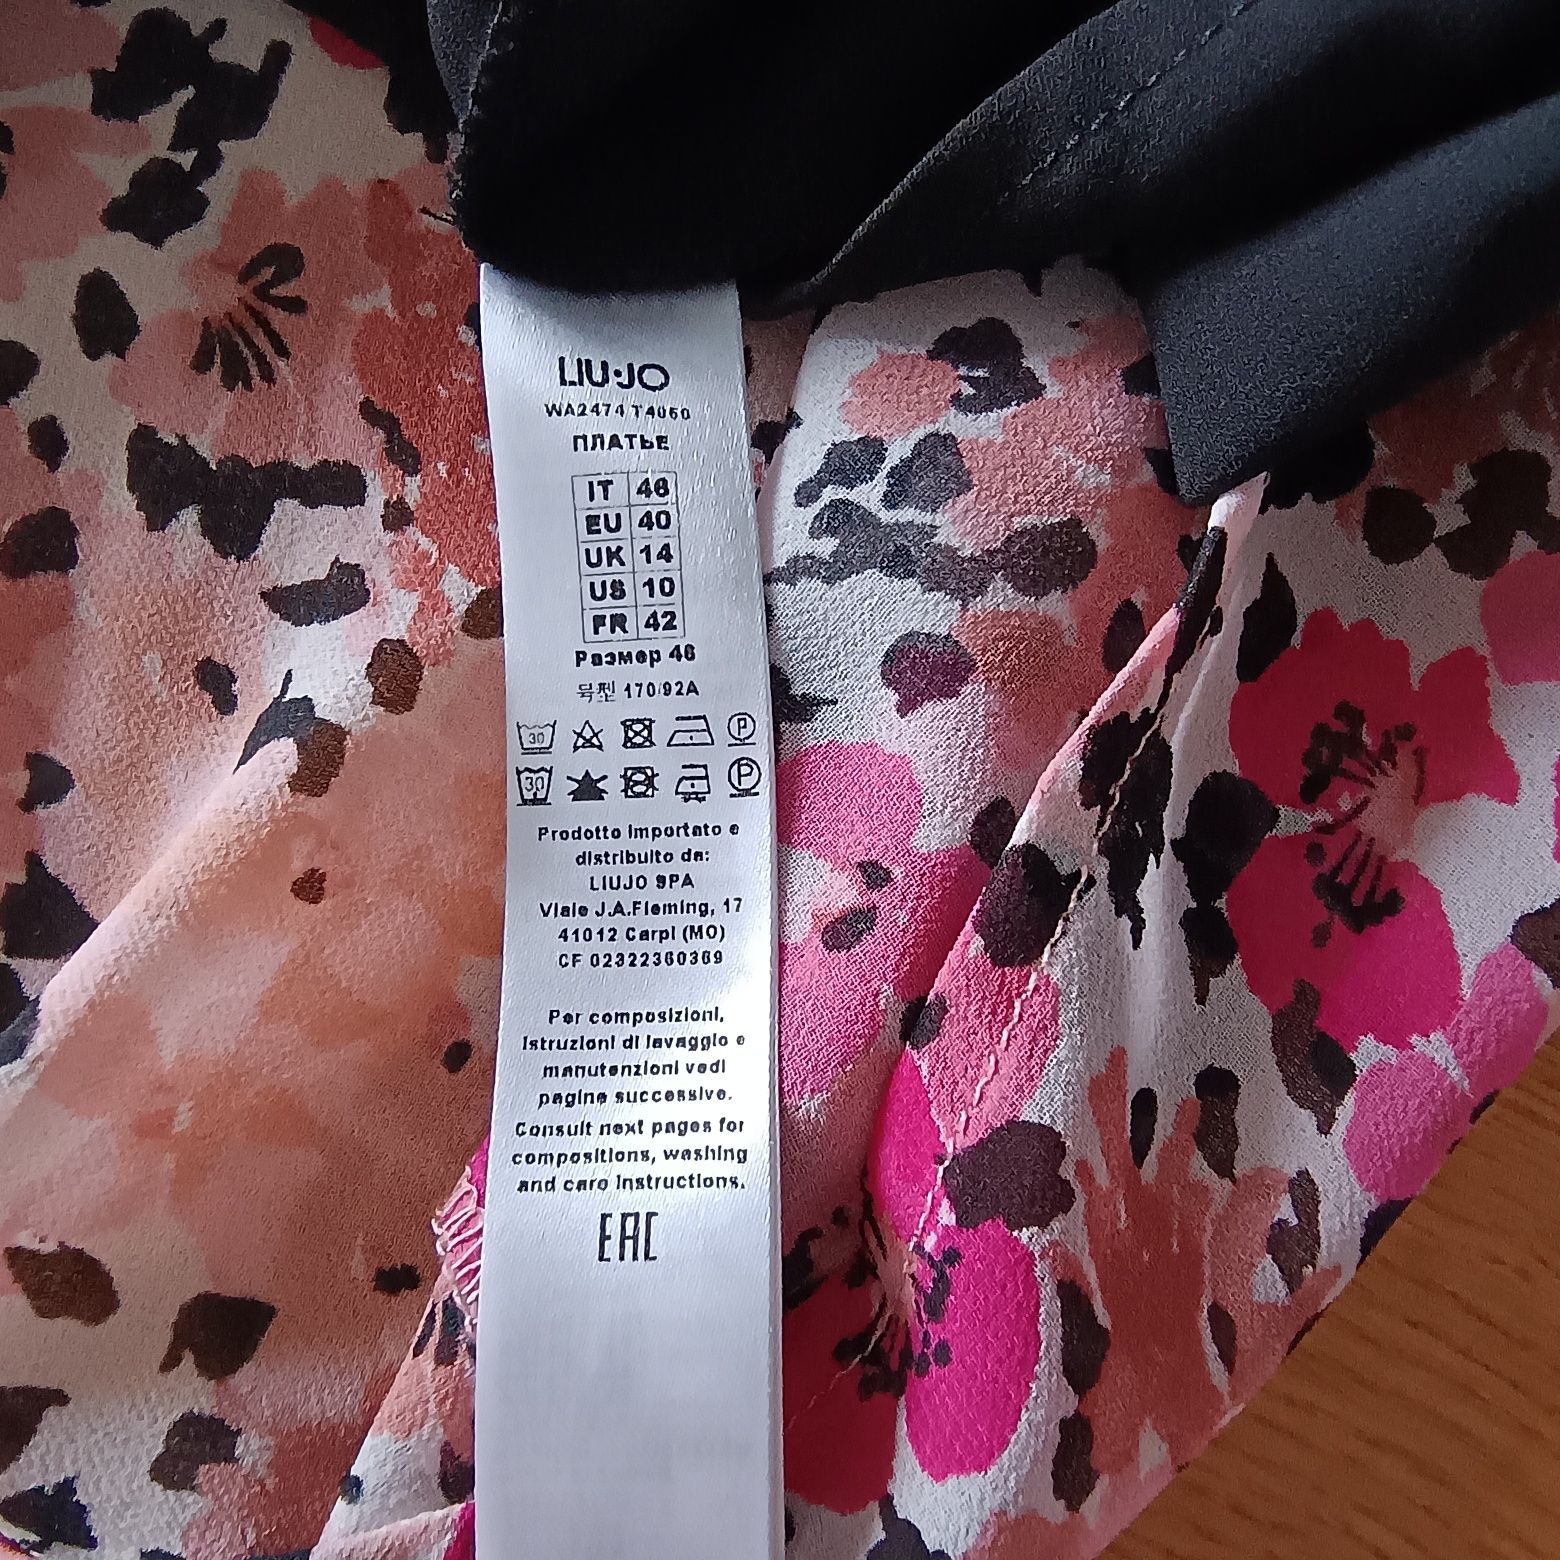 LIU·JO
WA2474 T4060
ПЛАТЬЕ
IT 46
EU 40
UK 14
US 10
FR 42
Размер 46
号型 170/92A
30 P
30 P
Prodotto importato e
distribuito da:
LIUJO SPA
Viale J.A.Fleming, 17
41012 Carpi (MO)
CF 02322360369
Per composizioni,
istruzioni di lavaggio e
manutenzioni vedi
pagine successive.
Consult next pages for
compositions, washing
and care instructions.
EAC